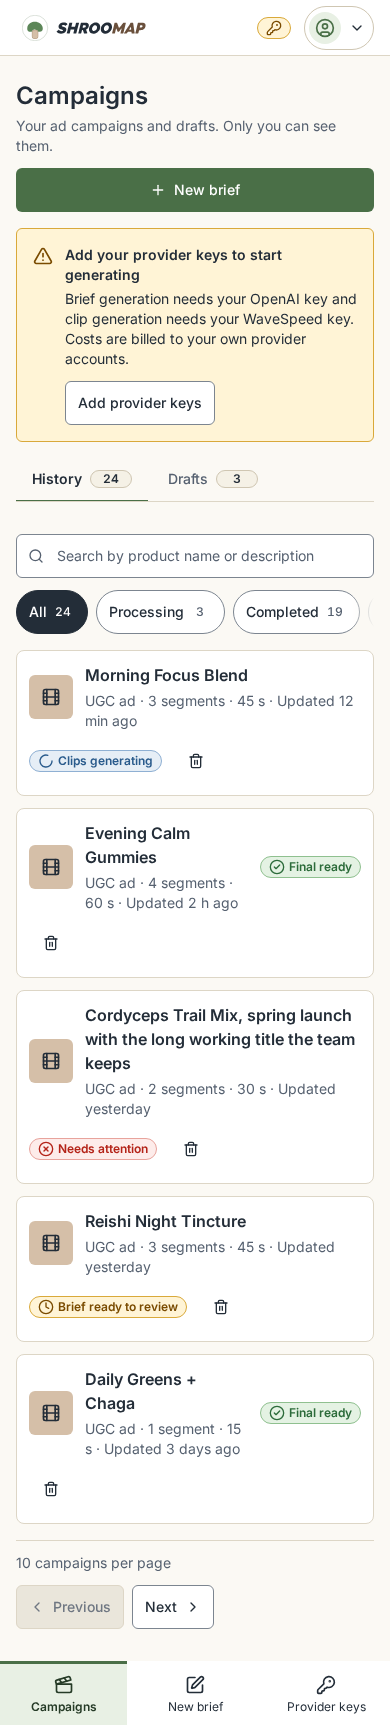 SHROOMAP
Campaigns
Your ad campaigns and drafts. Only you can see
them.
New brief
Add your provider keys to start
generating
Brief generation needs your OpenAI key and
clip generation needs your WaveSpeed key.
Costs are billed to your own provider
accounts.
Add provider keys
History 24
Drafts 3
Search by product name or description
All 24
Processing 3
Completed 19
Morning Focus Blend
UGC ad · 3 segments · 45 s · Updated 12
min ago
Clips generating
Evening Calm
Gummies
UGC ad · 4 segments ·
60 s · Updated 2 h ago
Final ready
Cordyceps Trail Mix, spring launch
with the long working title the team
keeps
UGC ad · 2 segments · 30 s · Updated
yesterday
Needs attention
Reishi Night Tincture
UGC ad · 3 segments · 45 s · Updated
yesterday
Brief ready to review
Daily Greens +
Chaga
UGC ad · 1 segment · 15
s · Updated 3 days ago
Final ready
10 campaigns per page
Previous
Next
Campaigns
New brief
Provider keys